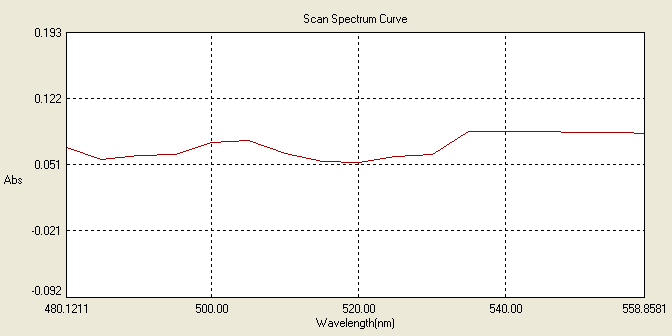 Scan Spectrum Curve
0.193
0.122
0.051
Abs
-0.021
-0.092
480.1211 500.00 520.00 540.00 558.8581
Wavelength(nm)